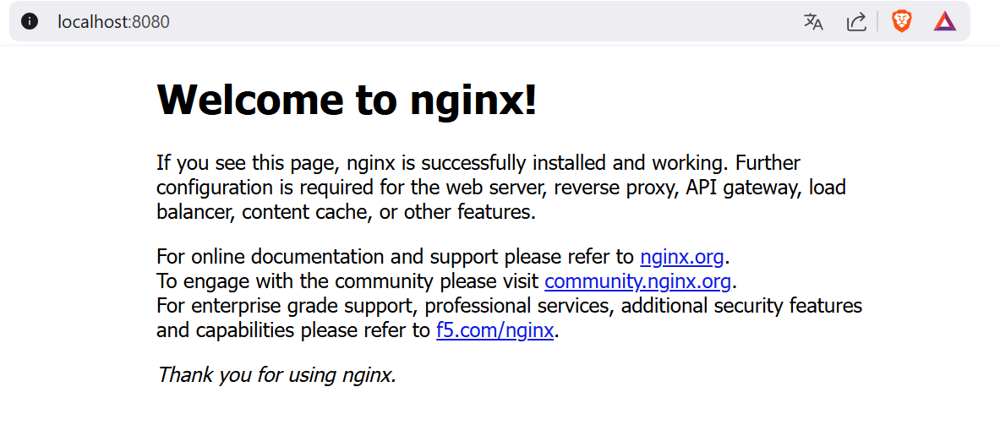 localhost:8080
Welcome to nginx!
If you see this page, nginx is successfully installed and working. Further
configuration is required for the web server, reverse proxy, API gateway, load
balancer, content cache, or other features.
For online documentation and support please refer to nginx.org.
To engage with the community please visit community.nginx.org.
For enterprise grade support, professional services, additional security features
and capabilities please refer to f5.com/nginx.
Thank you for using nginx.